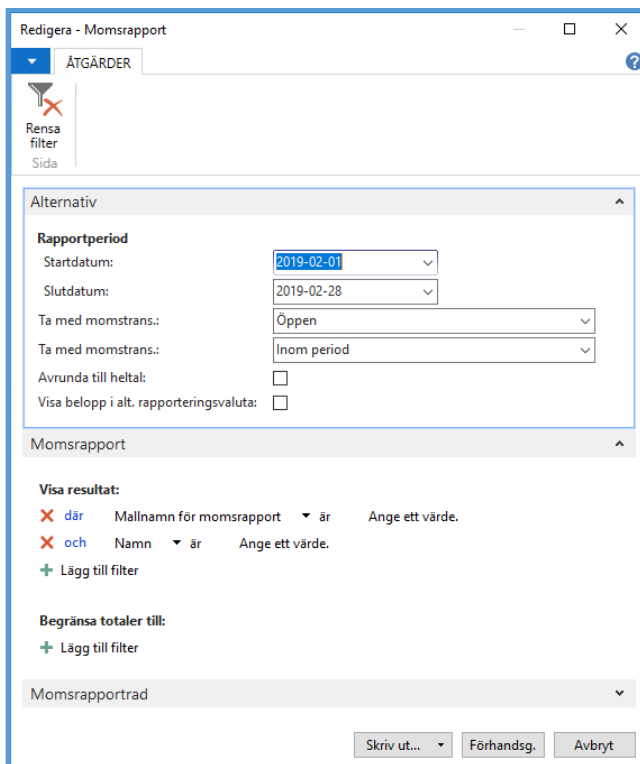 Redigera - Momsrapport
ÅTGÄRDER
?
Rensa
filter
Sida
Alternativ
Rapportperiod
Startdatum: 2019-02-01
Slutdatum: 2019-02-28
Ta med momstrans.: Öppen
Ta med momstrans.: Inom period
Avrunda till heltal:
Visa belopp i alt. rapporteringsvaluta:
Momsrapport
Visa resultat:
där Mallnamn för momsrapport är Ange ett värde.
och Namn är Ange ett värde.
Lägg till filter
Begränsa totaler till:
Lägg till filter
Momsrapportrad
Skriv ut... Förhandsg. Avbryt